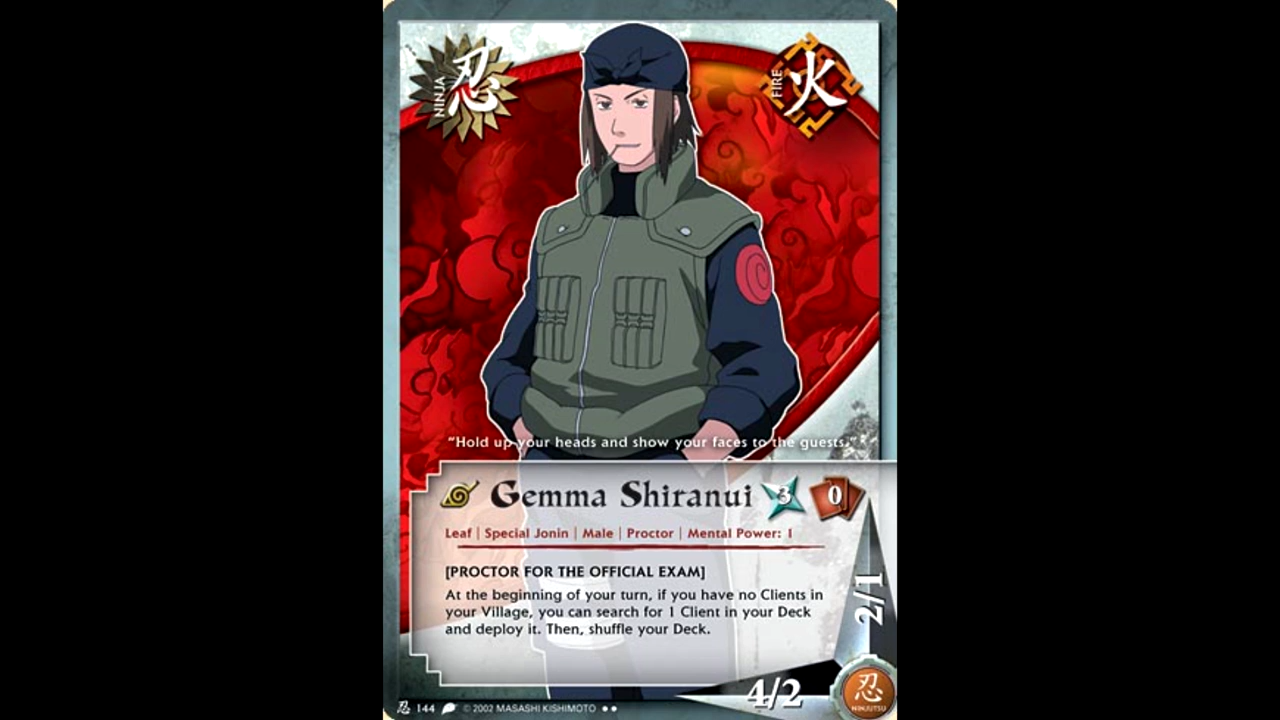 忍
NINJA
火
FIRE
"Hold up your heads and show your faces to the guests."
Gemma Shiranui 3 0
Leaf | Special Jonin | Male | Proctor | Mental Power: 1
[PROCTOR FOR THE OFFICIAL EXAM]
At the beginning of your turn, if you have no Clients in
your Village, you can search for 1 Client in your Deck
and deploy it. Then, shuffle your Deck.
2/1
4/2
忍
NINJUTSU
忍 144 © 2002 MASASHI KISHIMOTO ●●